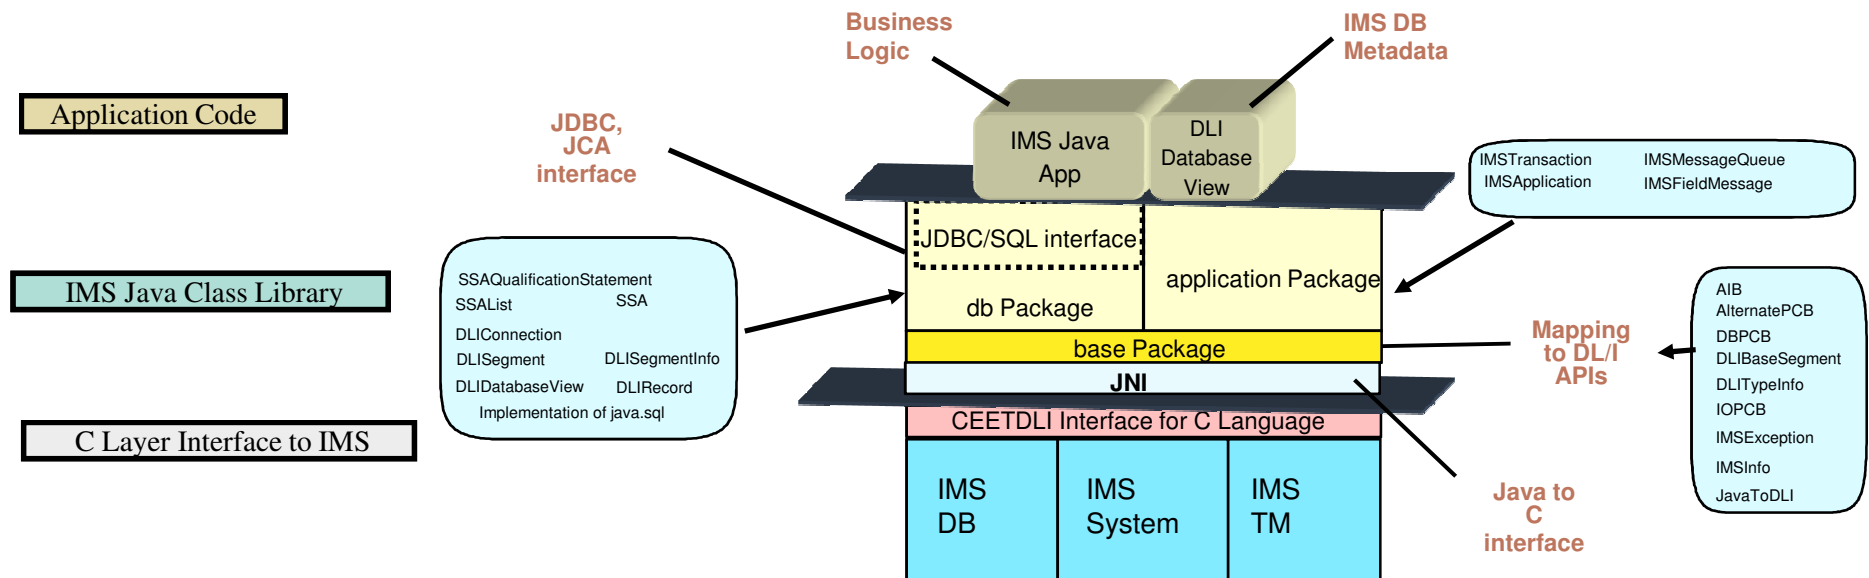 Business
Logic
IMS DB
Metadata
Application Code
JDBC,
JCA
interface
IMS Java
App
DLI
Database
View
IMSTransaction IMSMessageQueue
IMSApplication IMSFieldMessage
JDBC/SQL interface
application Package
db Package
IMS Java Class Library
SSAQualificationStatement
SSAList SSA
DLIConnection
DLISegment DLISegmentInfo
DLIDatabaseView DLIRecord
Implementation of java.sql
base Package
Mapping
to DL/I
APIs
AIB
AlternatePCB
DBPCB
DLIBaseSegment
DLITypeInfo
IOPCB
IMSException
IMSInfo
JavaToDLI
JNI
C Layer Interface to IMS
CEETDLI Interface for C Language
IMS
DB
IMS
System
IMS
TM
Java to
C
interface